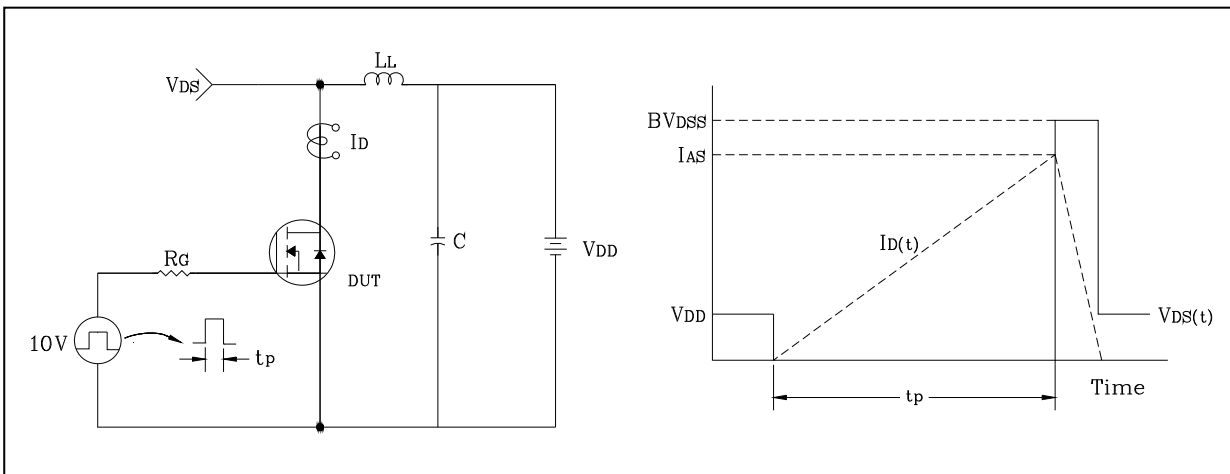 LL
VDS
ID
RG
DUT
C
VDD
10V
tp
BVDSS
IAS
ID(t)
VDD
VDS(t)
Time
tp